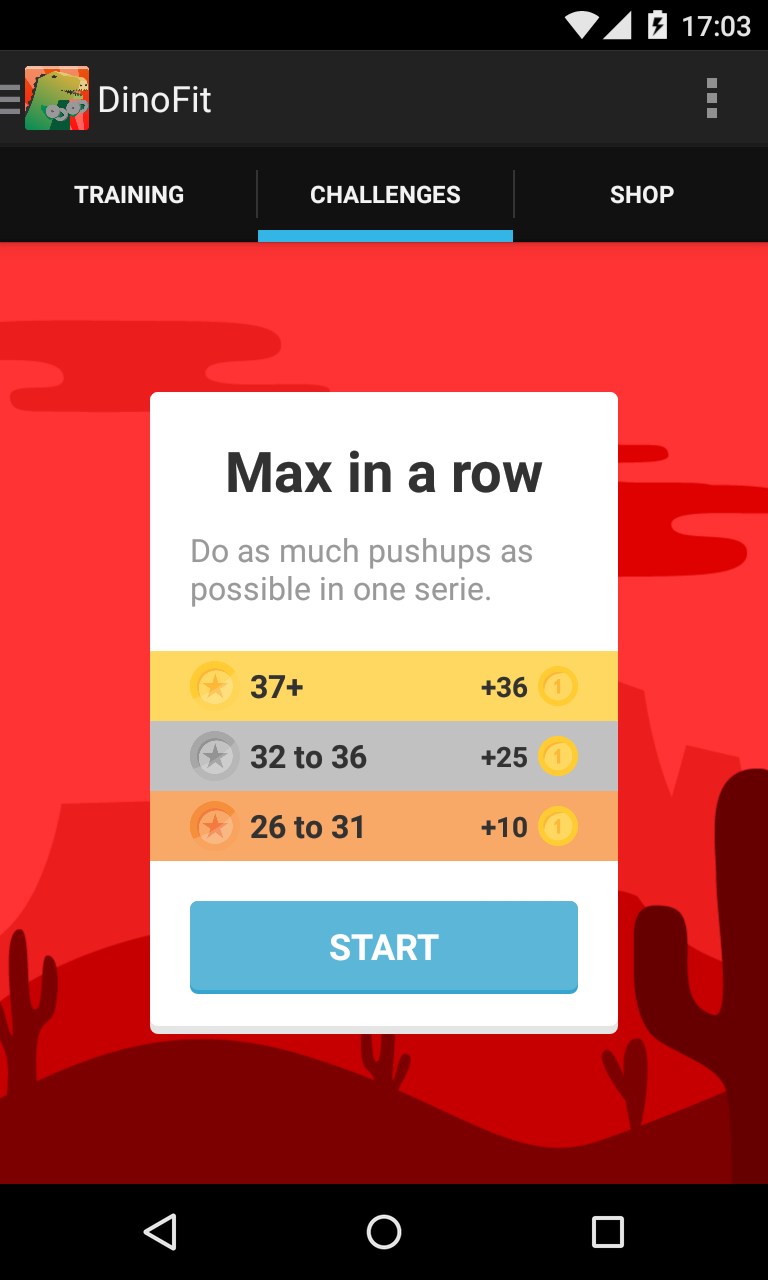 17:03
DinoFit
TRAINING CHALLENGES SHOP
Max in a row
Do as much pushups as
possible in one serie.
37+ +36 1
32 to 36 +25 1
26 to 31 +10 1
START